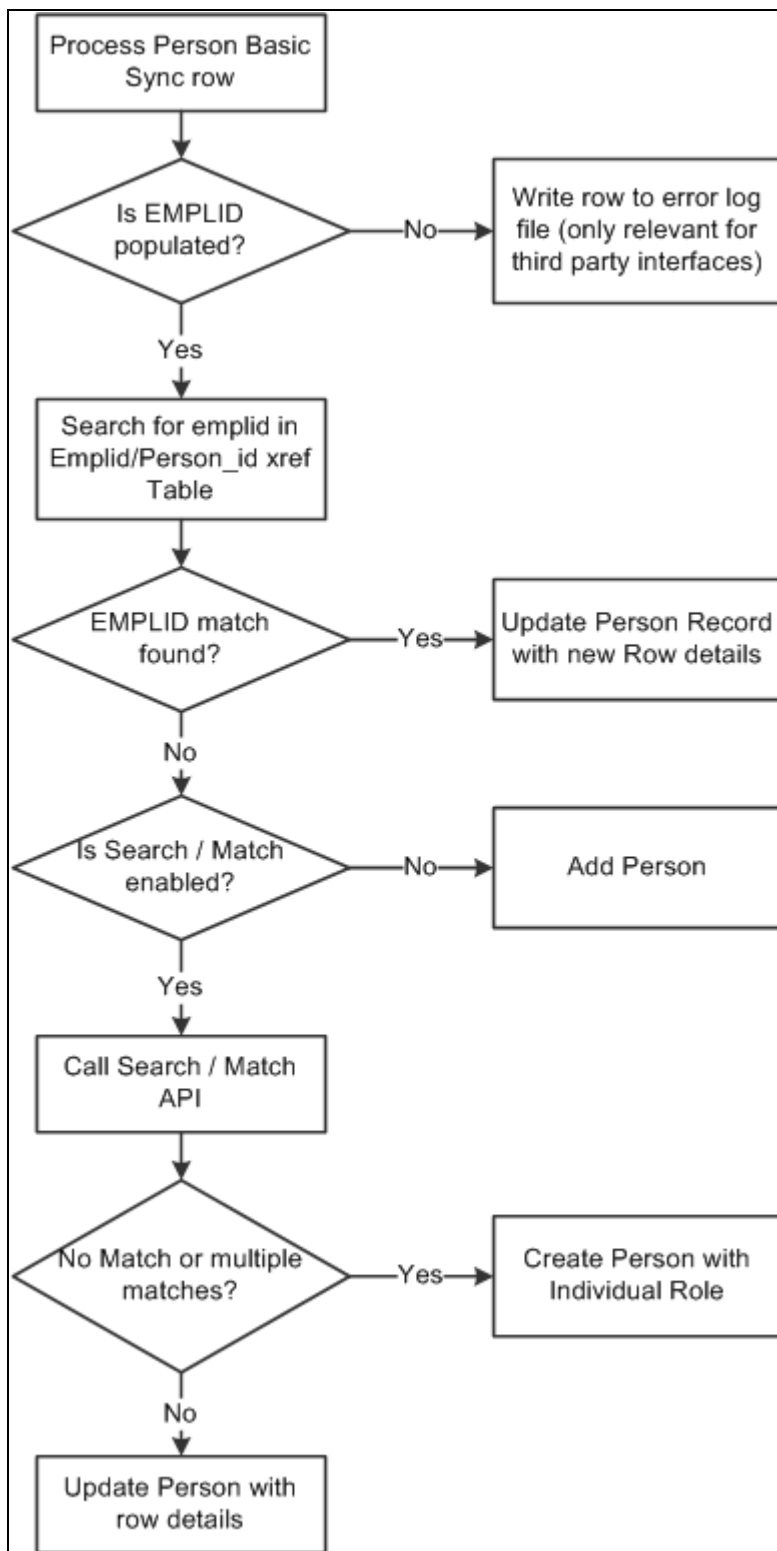 Process Person Basic
Sync row
Is EMPLID
populated?
No
Write row to error log
file (only relevant for
third party interfaces)
Yes
Search for emplid in
Emplid/Person_id xref
Table
EMPLID match
found?
Yes
Update Person Record
with new Row details
No
Is Search / Match
enabled?
No
Add Person
Yes
Call Search / Match
API
No Match or multiple
matches?
Yes
Create Person with
Individual Role
No
Update Person with
row details